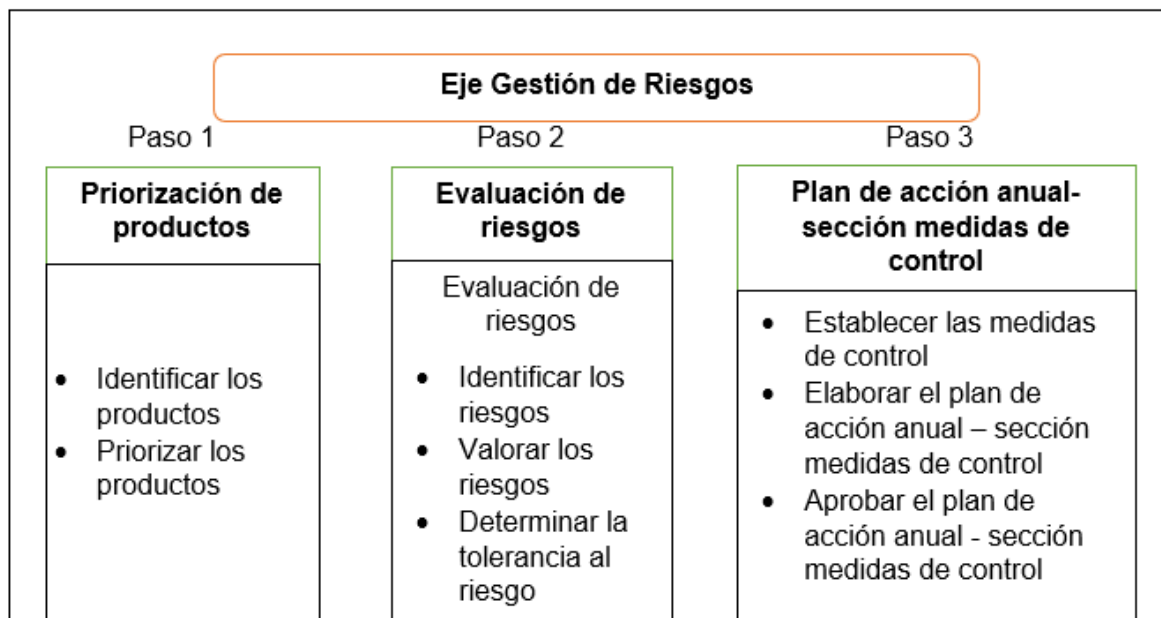 Eje Gestión de Riesgos
Paso 1
Priorización de
productos
• Identificar los
productos
• Priorizar los
productos
Paso 2
Evaluación de
riesgos
Evaluación de
riesgos
• Identificar los
riesgos
• Valorar los
riesgos
• Determinar la
tolerancia al
riesgo
Paso 3
Plan de acción anual-
sección medidas de
control
• Establecer las medidas
de control
• Elaborar el plan de
acción anual – sección
medidas de control
• Aprobar el plan de
acción anual - sección
medidas de control